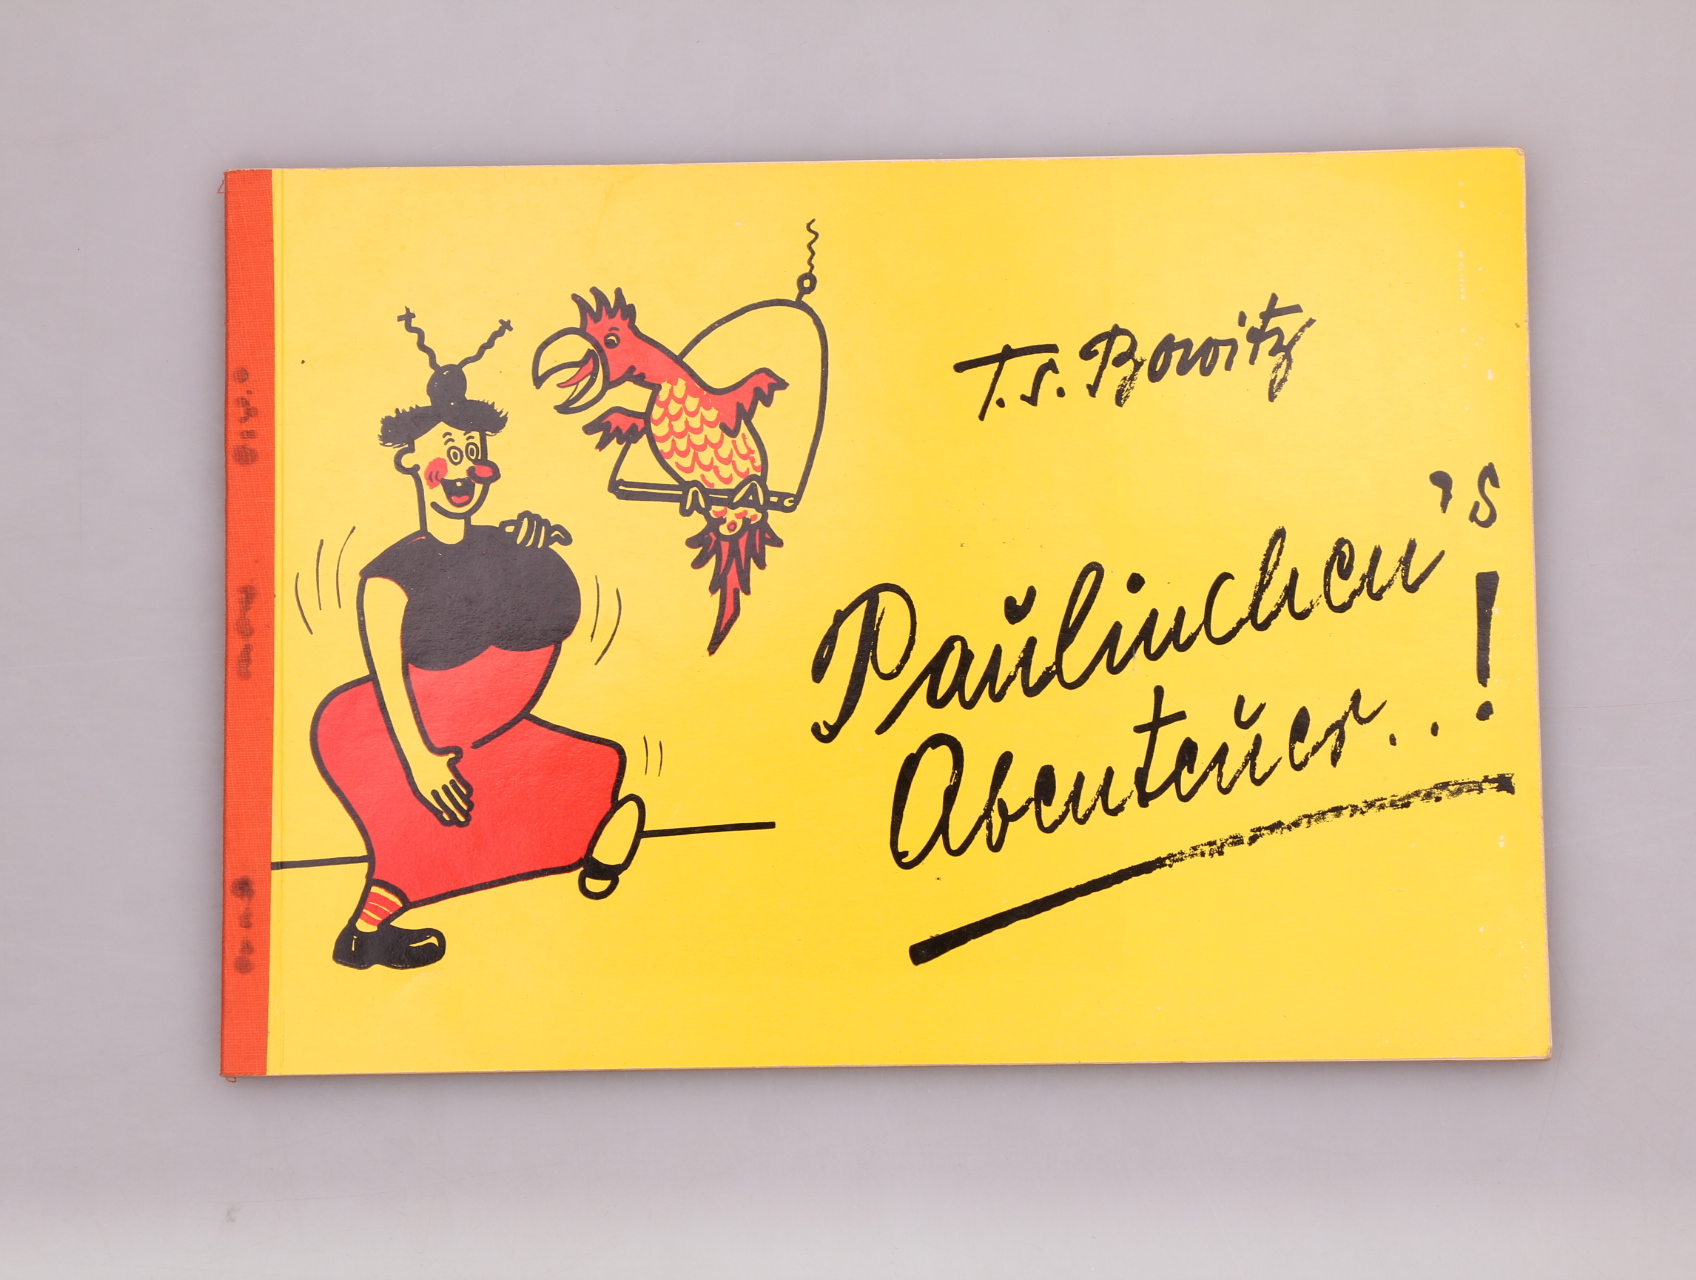 T.S. Bowitz
Paulinchen's
Abenteuer..!